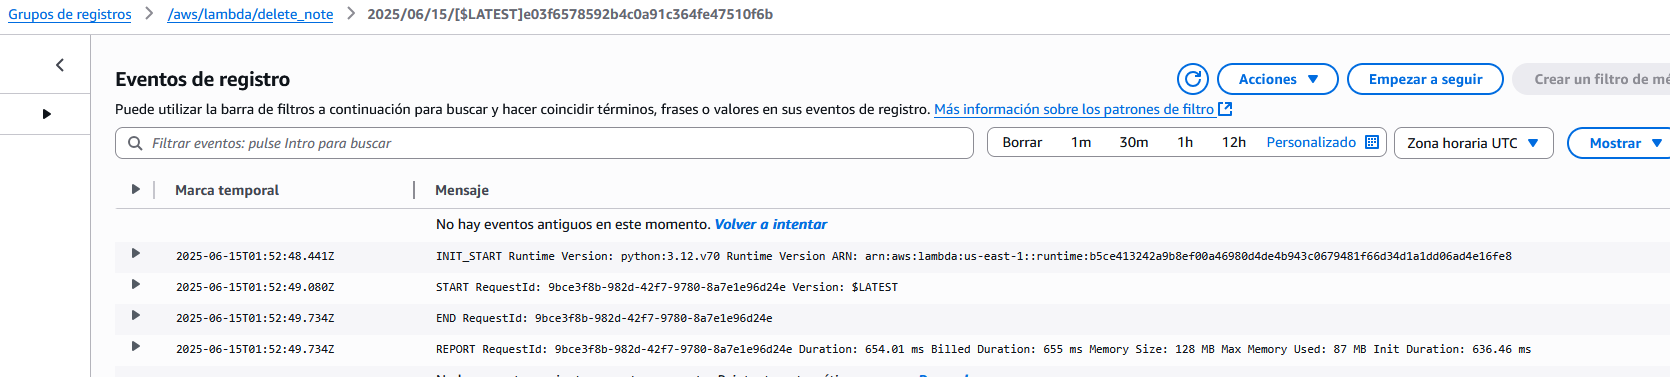 Grupos de registros > /aws/lambda/delete_note > 2025/06/15/[$LATEST]e03f6578592b4c0a91c364fe47510f6b
Eventos de registro
Acciones
Empezar a seguir
Crear un filtro de mé
Puede utilizar la barra de filtros a continuación para buscar y hacer coincidir términos, frases o valores en sus eventos de registro. Más información sobre los patrones de filtro
Filtrar eventos: pulse Intro para buscar
Borrar 1m 30m 1h 12h Personalizado
Zona horaria UTC
Mostrar
Marca temporal Mensaje
No hay eventos antiguos en este momento. Volver a intentar
2025-06-15T01:52:48.441Z INIT_START Runtime Version: python:3.12.v70 Runtime Version ARN: arn:aws:lambda:us-east-1::runtime:b5ce413242a9b8ef00a46980d4de4b943c0679481f66d34d1a1dd06ad4e16fe8
2025-06-15T01:52:49.080Z START RequestId: 9bce3f8b-982d-42f7-9780-8a7e1e96d24e Version: $LATEST
2025-06-15T01:52:49.734Z END RequestId: 9bce3f8b-982d-42f7-9780-8a7e1e96d24e
2025-06-15T01:52:49.734Z REPORT RequestId: 9bce3f8b-982d-42f7-9780-8a7e1e96d24e Duration: 654.01 ms Billed Duration: 655 ms Memory Size: 128 MB Max Memory Used: 87 MB Init Duration: 636.46 ms